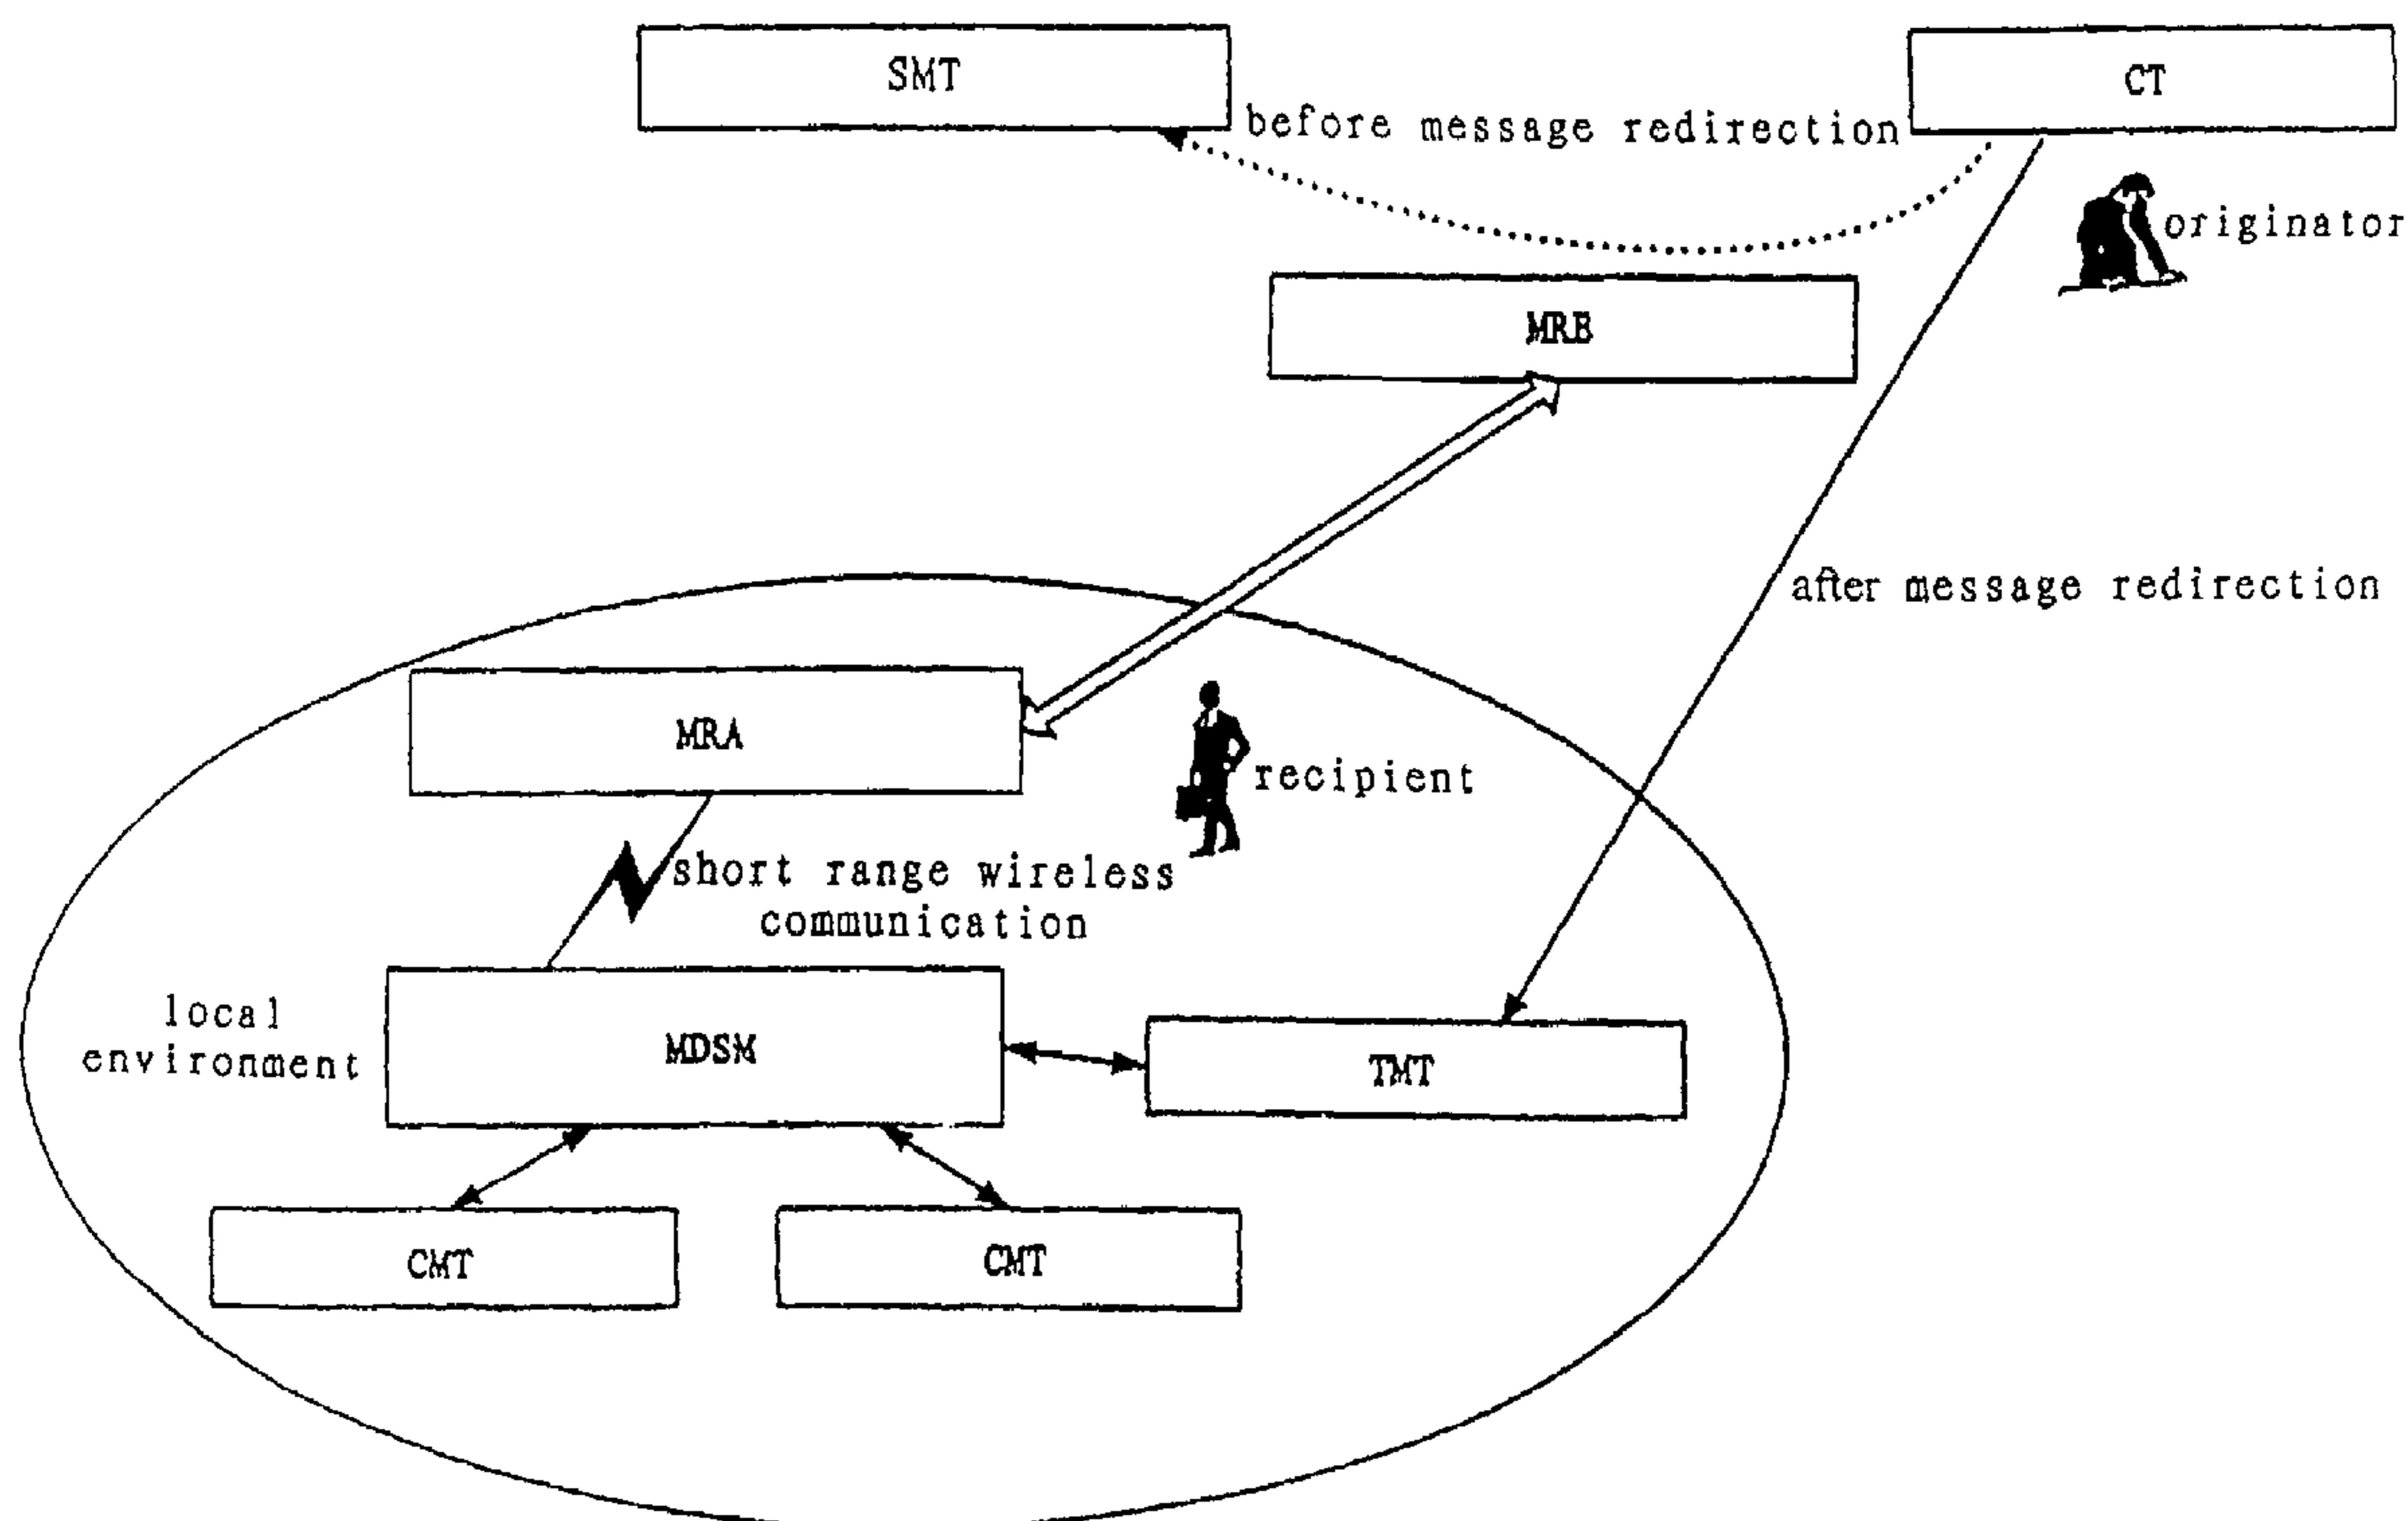 SMT
CT
before message redirection
originator
MRB
after message redirection
MRA
recipient
short range wireless
communication
local
environment
MDSM
TMT
CMT
CMT